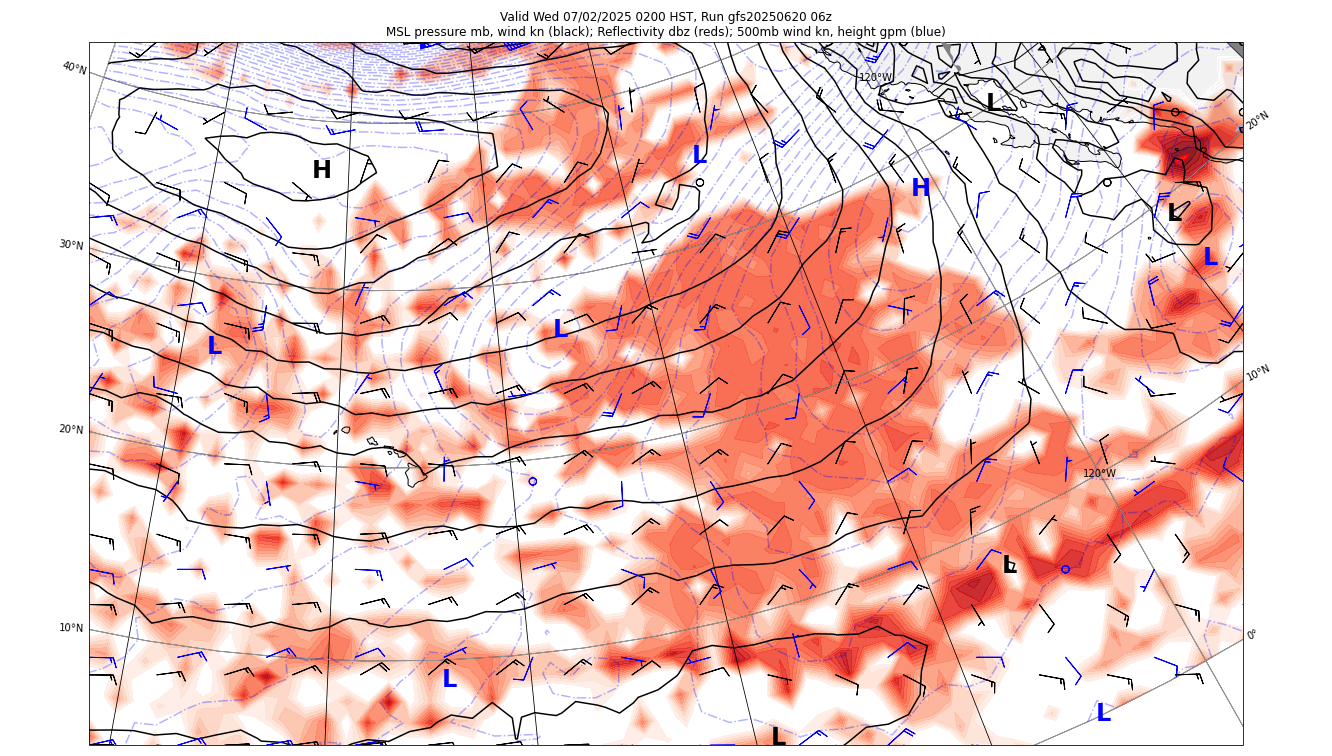 Valid Wed 07/02/2025 0200 HST, Run gfs20250620 06z
MSL pressure mb, wind kn (black); Reflectivity dbz (reds); 500mb wind kn, height gpm (blue)
40°N
120°W
L
20°N
L
H
H
L
30°N
L
L
L
10°N
20°N
120°W
L
10°N
0°
L
L
L